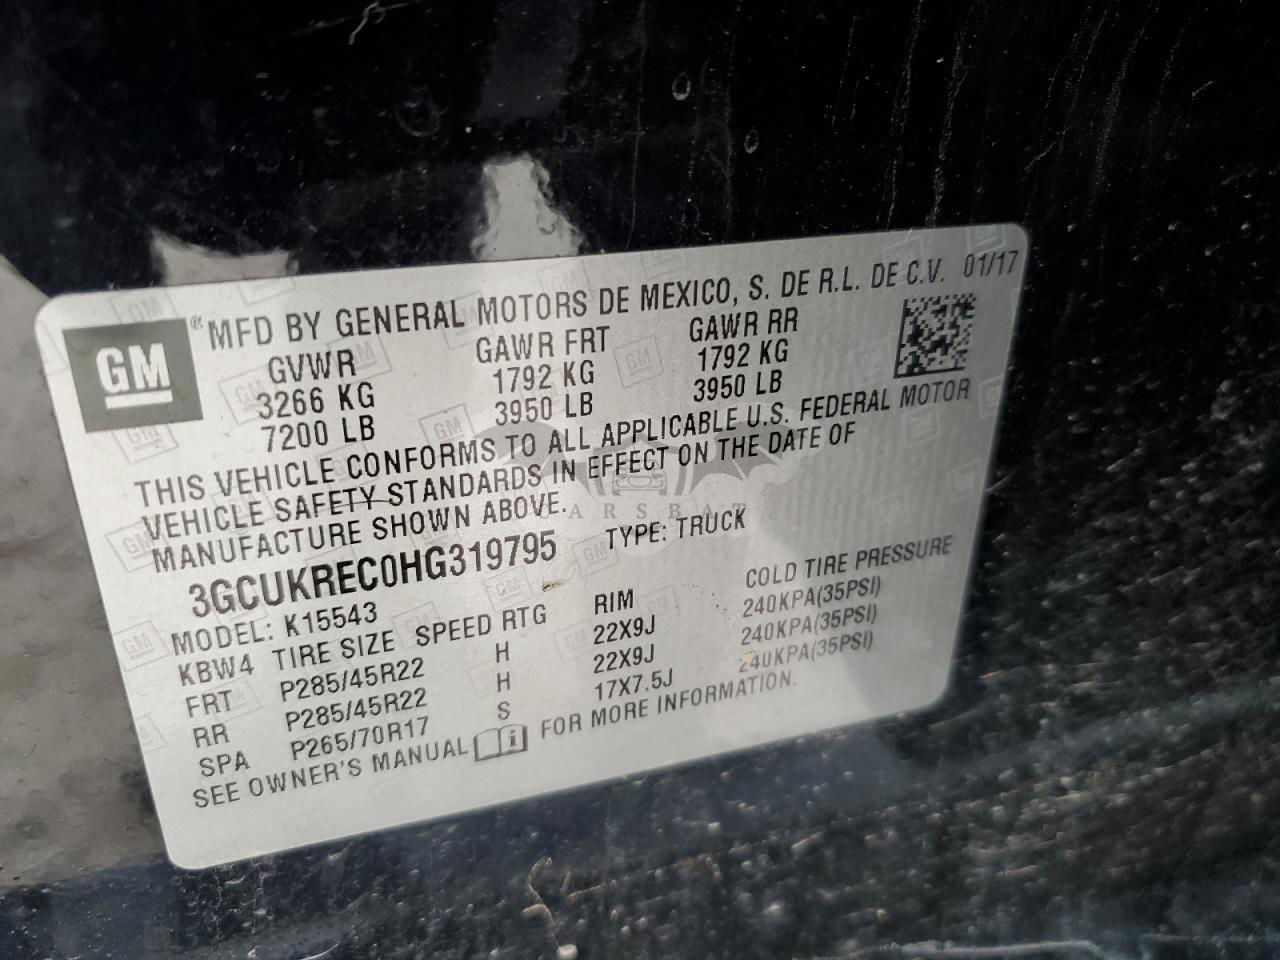 GM
® MFD BY GENERAL MOTORS DE MEXICO, S. DE R.L. DE C.V. 01/17
GVWR GAWR FRT GAWR RR
3266 KG 1792 KG 1792 KG
7200 LB 3950 LB 3950 LB
THIS VEHICLE CONFORMS TO ALL APPLICABLE U.S. FEDERAL MOTOR
VEHICLE SAFETY STANDARDS IN EFFECT ON THE DATE OF
MANUFACTURE SHOWN ABOVE.
3GCUKREC0HG319795 TYPE: TRUCK
MODEL: K15543
KBW4 TIRE SIZE SPEED RTG RIM COLD TIRE PRESSURE
FRT P285/45R22 H 22X9J 240KPA(35PSI)
RR P285/45R22 H 22X9J 240KPA(35PSI)
SPA P265/70R17 S 17X7.5J 240KPA(35PSI)
SEE OWNER'S MANUAL FOR MORE INFORMATION.